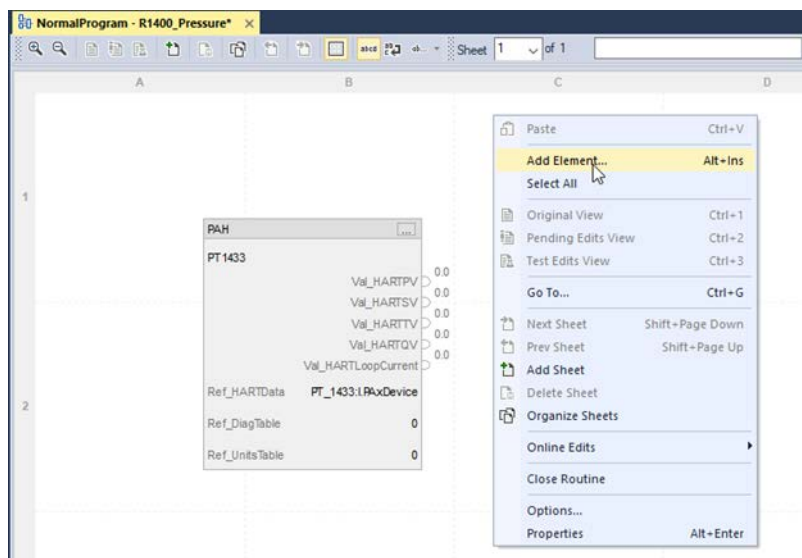 NormalProgram - R1400_Pressure* ×
abcd ab... Sheet 1 of 1
A B C D
1
2
PAH ...
PT1433
Val_HARTPV 0.0
Val_HARTSV 0.0
Val_HARTTV 0.0
Val_HARTQV 0.0
Val_HARTLoopCurrent 0.0
Ref_HARTData PT_1433:I.PAxDevice
Ref_DiagTable 0
Ref_UnitsTable 0
Paste Ctrl+V
Add Element... Alt+Ins
Select All
Original View Ctrl+1
Pending Edits View Ctrl+2
Test Edits View Ctrl+3
Go To... Ctrl+G
Next Sheet Shift+Page Down
Prev Sheet Shift+Page Up
Add Sheet
Delete Sheet
Organize Sheets
Online Edits
Close Routine
Options...
Properties Alt+Enter